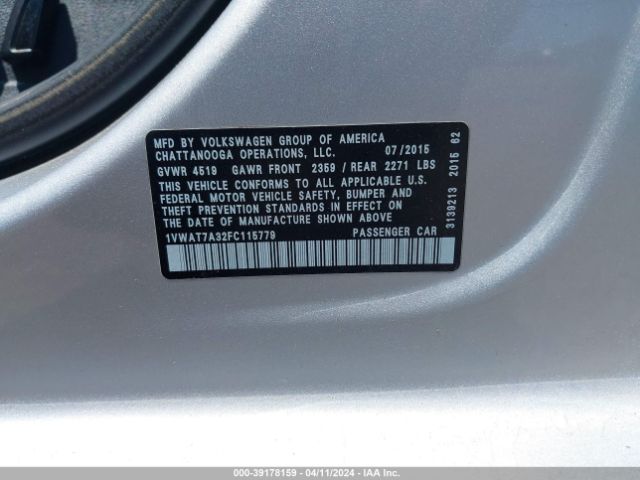 MFD BY VOLKSWAGEN GROUP OF AMERICA
CHATTANOOGA OPERATIONS, LLC. 07/2015
GVWR 4519 GAWR FRONT 2359 / REAR 2271 LBS
THIS VEHICLE CONFORMS TO ALL APPLICABLE U.S.
FEDERAL MOTOR VEHICLE SAFETY, BUMPER AND
THEFT PREVENTION STANDARDS IN EFFECT ON
THE DATE OF MANUFACTURE SHOWN ABOVE
1VWAT7A32FC115779 PASSENGER CAR
3139213 2015 62
000-39178159 - 04/11/2024 - IAAI.COM